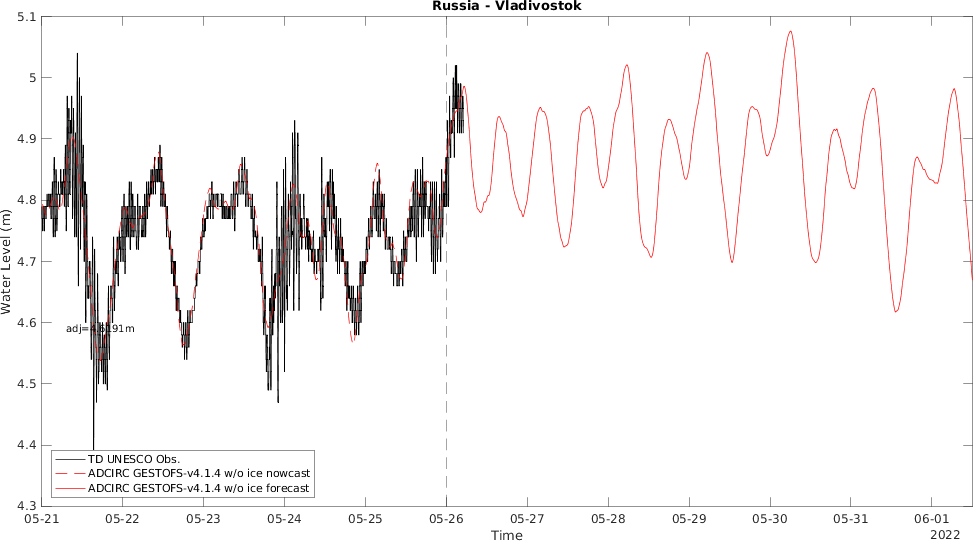 Russia - Vladivostok
5.1
5
4.9
4.8
4.7
4.6
4.5
4.4
4.3
Water Level (m)
TD UNESCO Obs.
ADCIRC GESTOFS-v4.1.4 w/o ice nowcast
ADCIRC GESTOFS-v4.1.4 w/o ice forecast
05-21 05-22 05-23 05-24 05-25 05-26 05-27 05-28 05-29 05-30 05-31 06-01
2022
Time